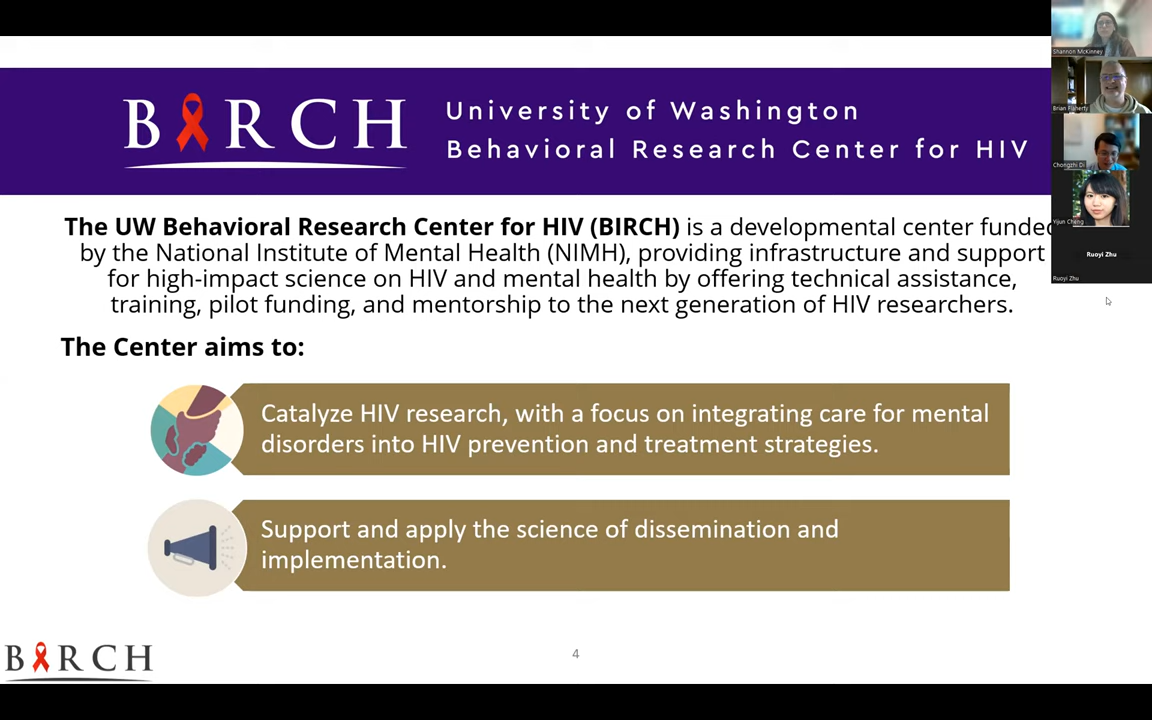 BIRCH
University of Washington
Behavioral Research Center for HIV
The UW Behavioral Research Center for HIV (BIRCH) is a developmental center funded
by the National Institute of Mental Health (NIMH), providing infrastructure and support
for high-impact science on HIV and mental health by offering technical assistance,
training, pilot funding, and mentorship to the next generation of HIV researchers.
The Center aims to:
Catalyze HIV research, with a focus on integrating care for mental
disorders into HIV prevention and treatment strategies.
Support and apply the science of dissemination and
implementation.
BIRCH
4
Shannon McKinney
Brian Flaherty
Chongzhi Di
Yijun Cheng
Ruoyi Zhu
Ruoyi Zhu